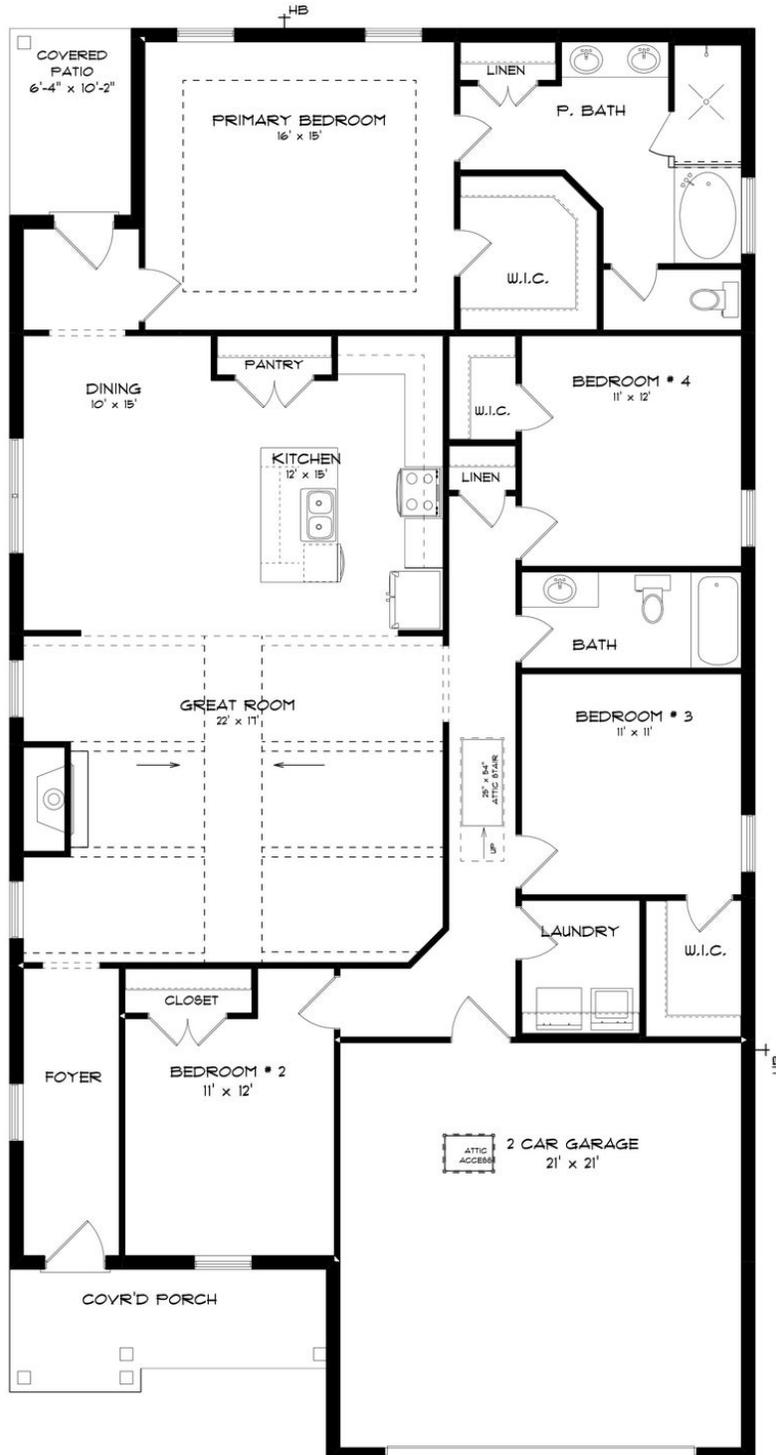 HB
COVERED
PATIO
6'-4" x 10'-2"
LINEN
P. BATH
PRIMARY BEDROOM
16' x 15'
W.I.C.
PANTRY
DINING
10' x 15'
BEDROOM # 4
11' x 12'
W.I.C.
KITCHEN
12' x 15'
LINEN
BATH
GREAT ROOM
22' x 17'
BEDROOM # 3
11' x 11'
25" x 54"
ATTIC STAIR
UP
LAUNDRY
W.I.C.
CLOSET
BEDROOM # 2
11' x 12'
FOYER
HB
2 CAR GARAGE
21' x 21'
ATTIC
ACCESS
COVR'D PORCH